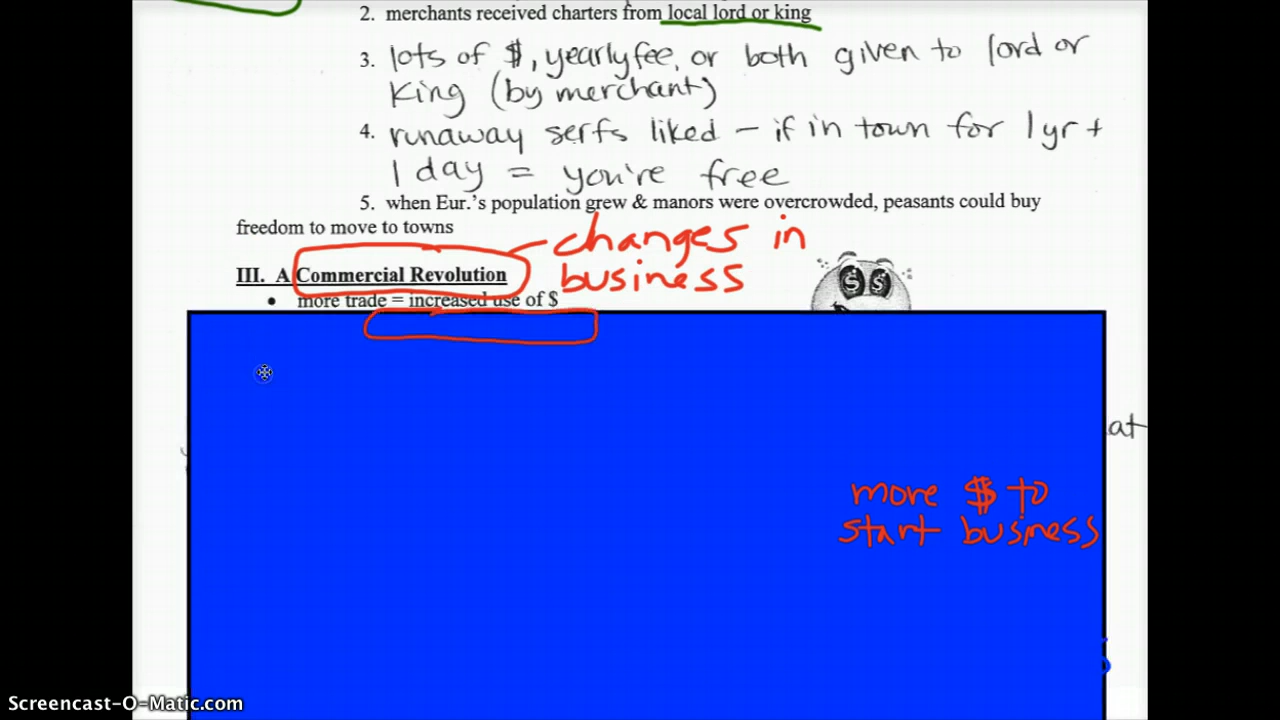 2. merchants received charters from local lord or king
3. lots of $, yearly fee, or both given to lord or
King (by merchant)
4. runaway serfs liked – if in town for 1 yr +
1 day = you're free
5. when Eur.'s population grew & manors were overcrowded, peasants could buy
freedom to move to towns
changes in
business
III. A Commercial Revolution
• more trade = increased use of $
$ $
at
more $ to
start business
Screencast-O-Matic.com